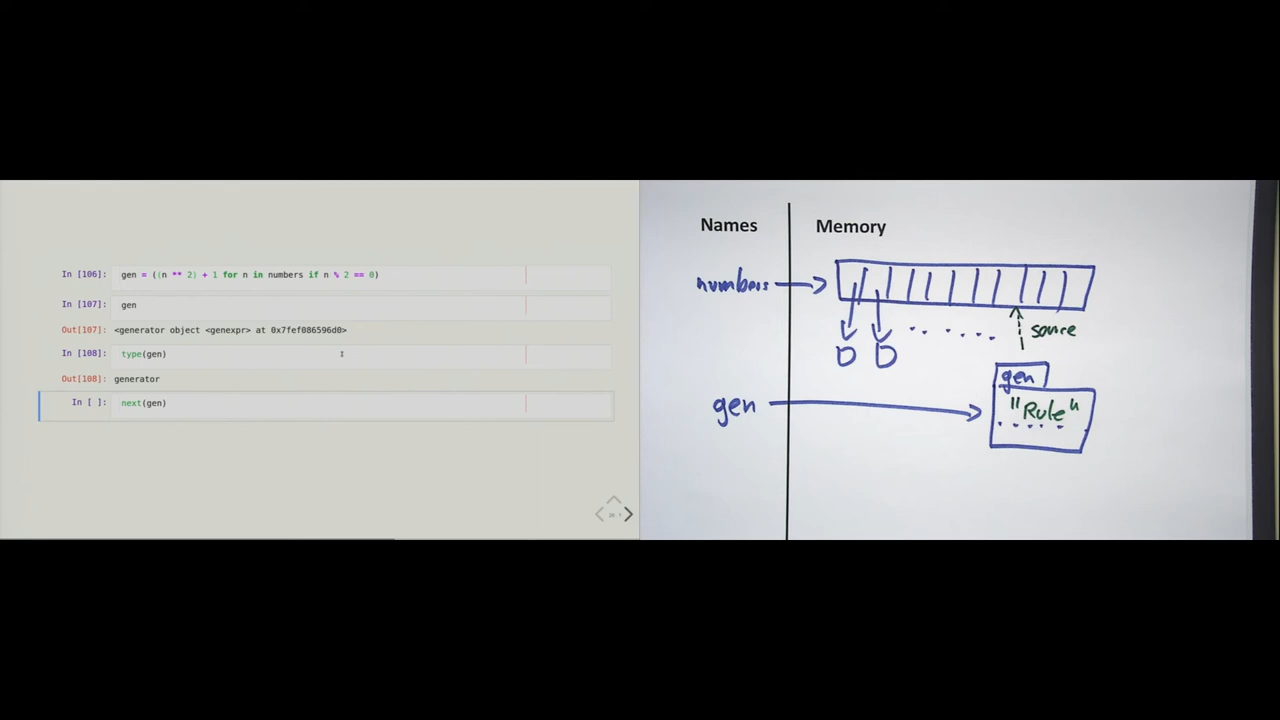 In [106]: gen = ((n ** 2) + 1 for n in numbers if n % 2 == 0)
In [107]: gen
Out[107]: <generator object <genexpr> at 0x7fef086596d0>
In [108]: type(gen)
Out[108]: generator
In [ ]: next(gen)
Names Memory
numbers
source
gen
gen
"Rule"